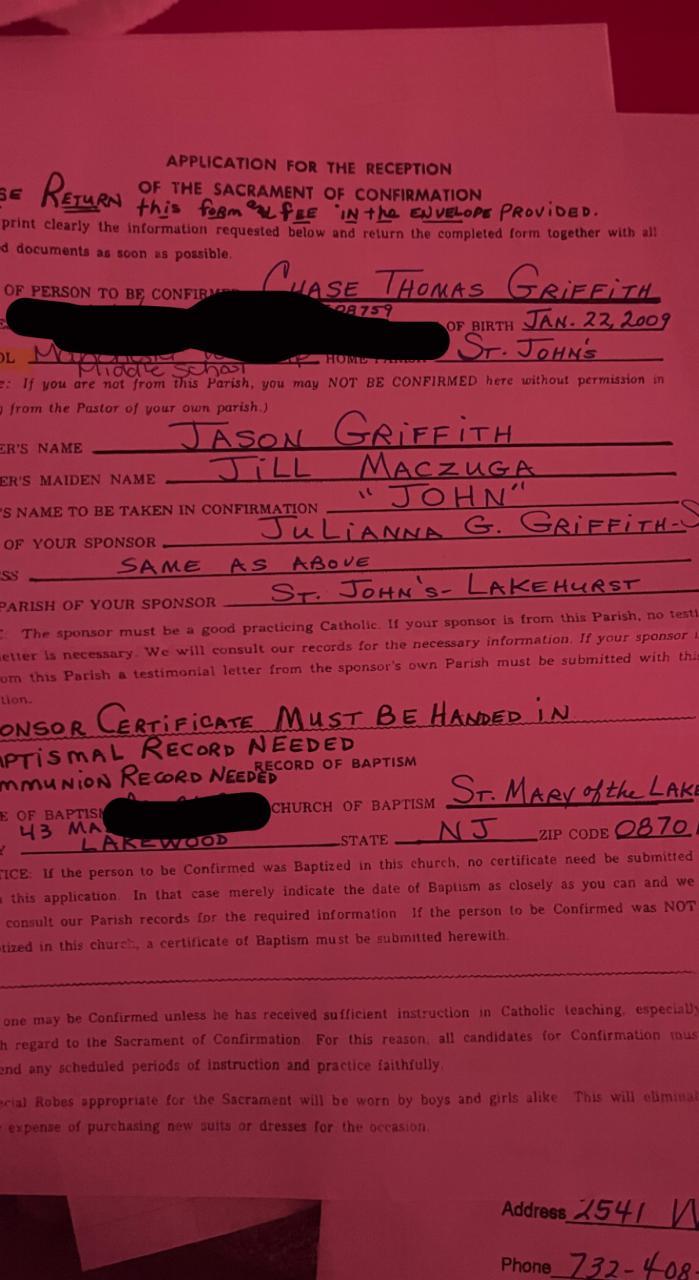 APPLICATION FOR THE RECEPTION
SE RETURN OF THE SACRAMENT OF CONFIRMATION
this form and fee in the ENVELOPE PROVIDED.
print clearly the information requested below and return the completed form together with all
d documents as soon as possible.
OF PERSON TO BE CONFIRMED CHASE THOMAS GRIFFITH
08759
OF BIRTH JAN. 22, 2009
OL Middle School HOME PARISH ST. JOHN'S
e: If you are not from this Parish, you may NOT BE CONFIRMED here without permission in
from the Pastor of your own parish.)
ER'S NAME JASON GRIFFITH
ER'S MAIDEN NAME JILL MACZUGA
'S NAME TO BE TAKEN IN CONFIRMATION "JOHN"
OF YOUR SPONSOR JULIANNA G. GRIFFITH-S
SS SAME AS ABOVE
PARISH OF YOUR SPONSOR ST. JOHN'S - LAKEHURST
: The sponsor must be a good practicing Catholic. If your sponsor is from this Parish, no testi
letter is necessary. We will consult our records for the necessary information. If your sponsor i
om this Parish a testimonial letter from the sponsor's own Parish must be submitted with this
tion.
ONSOR CERTIFICATE MUST BE HANDED IN
APTISMAL RECORD NEEDED
MMUNION RECORD NEEDED RECORD OF BAPTISM
E OF BAPTISM CHURCH OF BAPTISM ST. MARY of the LAKE
43 MA LAKEWOOD STATE NJ ZIP CODE 0870
TICE: If the person to be Confirmed was Baptized in this church, no certificate need be submitted
this application. In that case merely indicate the date of Baptism as closely as you can and we
consult our Parish records for the required information If the person to be Confirmed was NOT
tized in this church, a certificate of Baptism must be submitted herewith.
one may be Confirmed unless he has received sufficient instruction in Catholic teaching, especially
h regard to the Sacrament of Confirmation. For this reason, all candidates for Confirmation mus
end any scheduled periods of instruction and practice faithfully.
ecial Robes appropriate for the Sacrament will be worn by boys and girls alike This will eliminat
expense of purchasing new suits or dresses for the occasion.
Address 2541 W
Phone 732-408-